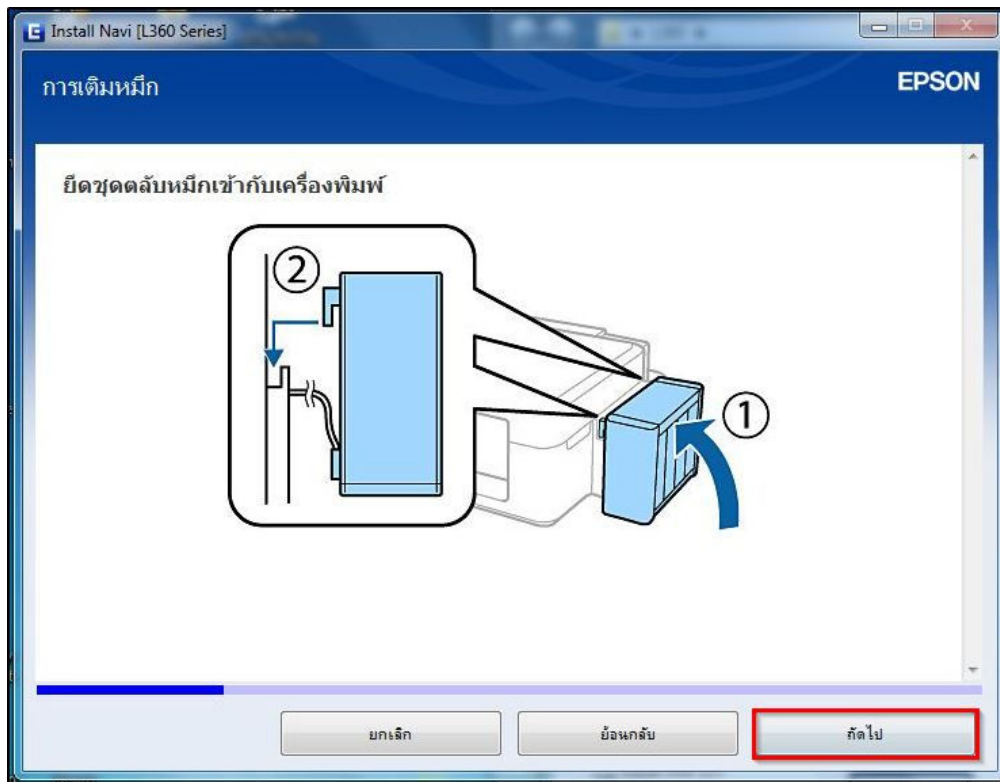 Install Navi [L360 Series]
การเติมหมึก
EPSON
ยึดชุดตลับหมึกเข้ากับเครื่องพิมพ์
②
①
ยกเลิก
ย้อนกลับ
ถัดไป